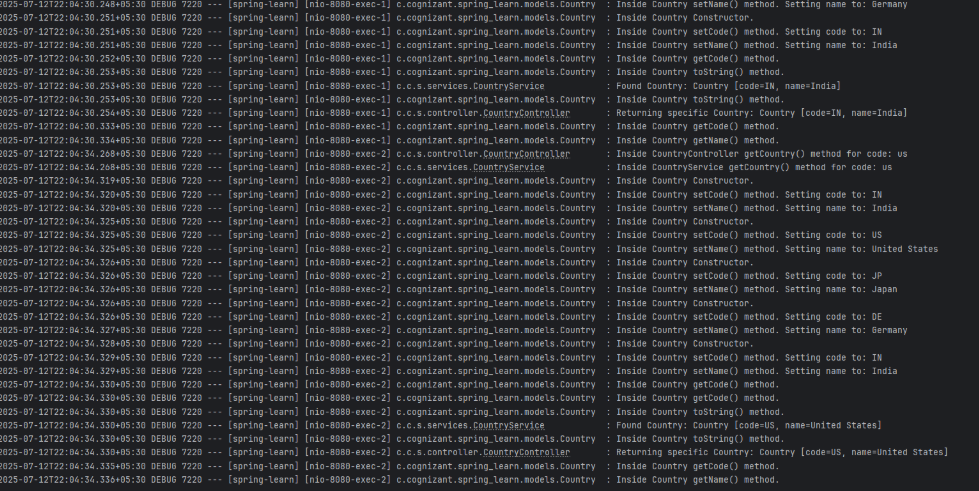 2025-07-12T22:04:30.248+05:30 DEBUG 7220 --- [spring-learn] [nio-8080-exec-1] c.cognizant.spring_learn.models.Country : Inside Country setName() method. Setting name to: Germany
2025-07-12T22:04:30.251+05:30 DEBUG 7220 --- [spring-learn] [nio-8080-exec-1] c.cognizant.spring_learn.models.Country : Inside Country Constructor.
2025-07-12T22:04:30.251+05:30 DEBUG 7220 --- [spring-learn] [nio-8080-exec-1] c.cognizant.spring_learn.models.Country : Inside Country setCode() method. Setting code to: IN
2025-07-12T22:04:30.251+05:30 DEBUG 7220 --- [spring-learn] [nio-8080-exec-1] c.cognizant.spring_learn.models.Country : Inside Country setName() method. Setting name to: India
2025-07-12T22:04:30.252+05:30 DEBUG 7220 --- [spring-learn] [nio-8080-exec-1] c.cognizant.spring_learn.models.Country : Inside Country getCode() method.
2025-07-12T22:04:30.253+05:30 DEBUG 7220 --- [spring-learn] [nio-8080-exec-1] c.cognizant.spring_learn.models.Country : Inside Country toString() method.
2025-07-12T22:04:30.253+05:30 DEBUG 7220 --- [spring-learn] [nio-8080-exec-1] c.c.s.services.CountryService : Found Country: Country [code=IN, name=India]
2025-07-12T22:04:30.253+05:30 DEBUG 7220 --- [spring-learn] [nio-8080-exec-1] c.cognizant.spring_learn.models.Country : Inside Country toString() method.
2025-07-12T22:04:30.254+05:30 DEBUG 7220 --- [spring-learn] [nio-8080-exec-1] c.c.s.controller.CountryController : Returning specific Country: Country [code=IN, name=India]
2025-07-12T22:04:30.333+05:30 DEBUG 7220 --- [spring-learn] [nio-8080-exec-1] c.cognizant.spring_learn.models.Country : Inside Country getCode() method.
2025-07-12T22:04:30.334+05:30 DEBUG 7220 --- [spring-learn] [nio-8080-exec-1] c.cognizant.spring_learn.models.Country : Inside Country getName() method.
2025-07-12T22:04:34.268+05:30 DEBUG 7220 --- [spring-learn] [nio-8080-exec-2] c.c.s.controller.CountryController : Inside CountryController getCountry() method for code: us
2025-07-12T22:04:34.268+05:30 DEBUG 7220 --- [spring-learn] [nio-8080-exec-2] c.c.s.services.CountryService : Inside CountryService getCountry() method for code: us
2025-07-12T22:04:34.319+05:30 DEBUG 7220 --- [spring-learn] [nio-8080-exec-2] c.cognizant.spring_learn.models.Country : Inside Country Constructor.
2025-07-12T22:04:34.320+05:30 DEBUG 7220 --- [spring-learn] [nio-8080-exec-2] c.cognizant.spring_learn.models.Country : Inside Country setCode() method. Setting code to: IN
2025-07-12T22:04:34.325+05:30 DEBUG 7220 --- [spring-learn] [nio-8080-exec-2] c.cognizant.spring_learn.models.Country : Inside Country setName() method. Setting name to: India
2025-07-12T22:04:34.325+05:30 DEBUG 7220 --- [spring-learn] [nio-8080-exec-2] c.cognizant.spring_learn.models.Country : Inside Country Constructor.
2025-07-12T22:04:34.325+05:30 DEBUG 7220 --- [spring-learn] [nio-8080-exec-2] c.cognizant.spring_learn.models.Country : Inside Country setCode() method. Setting code to: US
2025-07-12T22:04:34.325+05:30 DEBUG 7220 --- [spring-learn] [nio-8080-exec-2] c.cognizant.spring_learn.models.Country : Inside Country setName() method. Setting name to: United States
2025-07-12T22:04:34.326+05:30 DEBUG 7220 --- [spring-learn] [nio-8080-exec-2] c.cognizant.spring_learn.models.Country : Inside Country Constructor.
2025-07-12T22:04:34.326+05:30 DEBUG 7220 --- [spring-learn] [nio-8080-exec-2] c.cognizant.spring_learn.models.Country : Inside Country setCode() method. Setting code to: JP
2025-07-12T22:04:34.326+05:30 DEBUG 7220 --- [spring-learn] [nio-8080-exec-2] c.cognizant.spring_learn.models.Country : Inside Country setName() method. Setting name to: Japan
2025-07-12T22:04:34.326+05:30 DEBUG 7220 --- [spring-learn] [nio-8080-exec-2] c.cognizant.spring_learn.models.Country : Inside Country Constructor.
2025-07-12T22:04:34.326+05:30 DEBUG 7220 --- [spring-learn] [nio-8080-exec-2] c.cognizant.spring_learn.models.Country : Inside Country setCode() method. Setting code to: DE
2025-07-12T22:04:34.327+05:30 DEBUG 7220 --- [spring-learn] [nio-8080-exec-2] c.cognizant.spring_learn.models.Country : Inside Country setName() method. Setting name to: Germany
2025-07-12T22:04:34.328+05:30 DEBUG 7220 --- [spring-learn] [nio-8080-exec-2] c.cognizant.spring_learn.models.Country : Inside Country Constructor.
2025-07-12T22:04:34.329+05:30 DEBUG 7220 --- [spring-learn] [nio-8080-exec-2] c.cognizant.spring_learn.models.Country : Inside Country setCode() method. Setting code to: IN
2025-07-12T22:04:34.329+05:30 DEBUG 7220 --- [spring-learn] [nio-8080-exec-2] c.cognizant.spring_learn.models.Country : Inside Country setName() method. Setting name to: India
2025-07-12T22:04:34.330+05:30 DEBUG 7220 --- [spring-learn] [nio-8080-exec-2] c.cognizant.spring_learn.models.Country : Inside Country getCode() method.
2025-07-12T22:04:34.330+05:30 DEBUG 7220 --- [spring-learn] [nio-8080-exec-2] c.cognizant.spring_learn.models.Country : Inside Country getCode() method.
2025-07-12T22:04:34.330+05:30 DEBUG 7220 --- [spring-learn] [nio-8080-exec-2] c.cognizant.spring_learn.models.Country : Inside Country toString() method.
2025-07-12T22:04:34.330+05:30 DEBUG 7220 --- [spring-learn] [nio-8080-exec-2] c.c.s.services.CountryService : Found Country: Country [code=US, name=United States]
2025-07-12T22:04:34.330+05:30 DEBUG 7220 --- [spring-learn] [nio-8080-exec-2] c.cognizant.spring_learn.models.Country : Inside Country toString() method.
2025-07-12T22:04:34.330+05:30 DEBUG 7220 --- [spring-learn] [nio-8080-exec-2] c.c.s.controller.CountryController : Returning specific Country: Country [code=US, name=United States]
2025-07-12T22:04:34.335+05:30 DEBUG 7220 --- [spring-learn] [nio-8080-exec-2] c.cognizant.spring_learn.models.Country : Inside Country getCode() method.
2025-07-12T22:04:34.336+05:30 DEBUG 7220 --- [spring-learn] [nio-8080-exec-2] c.cognizant.spring_learn.models.Country : Inside Country getName() method.